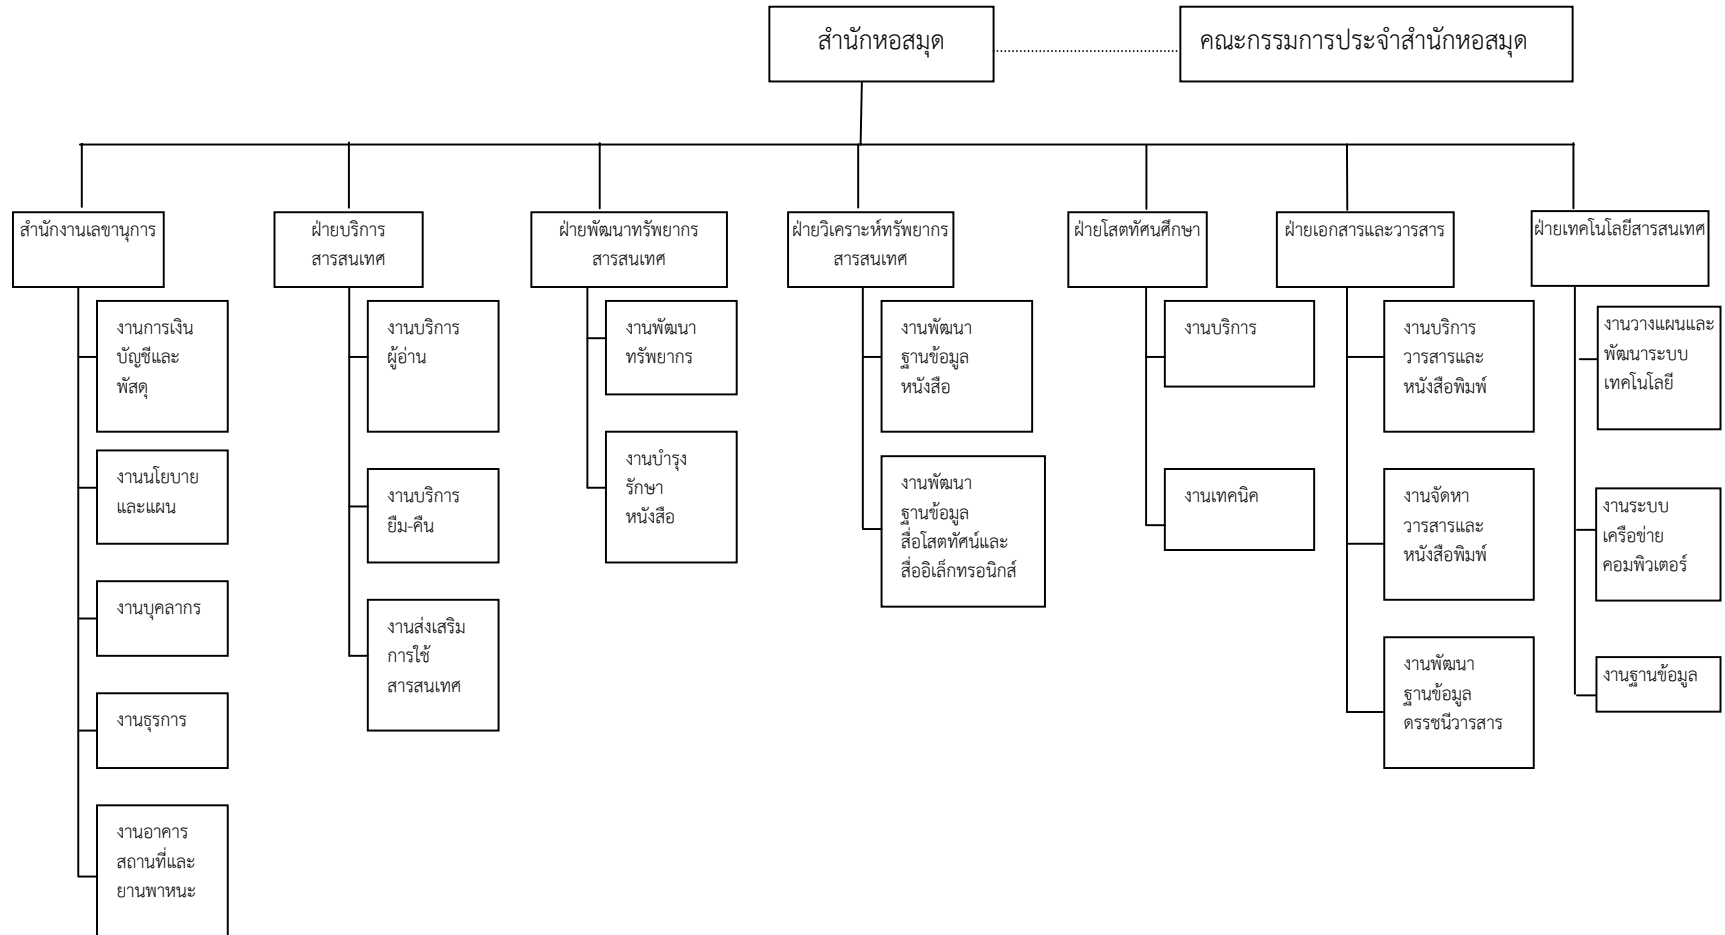 สำนักหอสมุด
คณะกรรมการประจำสำนักหอสมุด
สำนักงานเลขานุการ
งานการเงิน
บัญชีและ
พัสดุ
งานนโยบาย
และแผน
งานบุคลากร
งานธุรการ
งานอาคาร
สถานที่และ
ยานพาหนะ
ฝ่ายบริการ
สารสนเทศ
งานบริการ
ผู้อ่าน
งานบริการ
ยืม-คืน
งานส่งเสริม
การใช้
สารสนเทศ
ฝ่ายพัฒนาทรัพยากร
สารสนเทศ
งานพัฒนา
ทรัพยากร
งานบำรุง
รักษา
หนังสือ
ฝ่ายวิเคราะห์ทรัพยากร
สารสนเทศ
งานพัฒนา
ฐานข้อมูล
หนังสือ
งานพัฒนา
ฐานข้อมูล
สื่อโสตทัศน์และ
สื่ออิเล็กทรอนิกส์
ฝ่ายโสตทัศนศึกษา
งานบริการ
งานเทคนิค
ฝ่ายเอกสารและวารสาร
งานบริการ
วารสารและ
หนังสือพิมพ์
งานจัดหา
วารสารและ
หนังสือพิมพ์
งานพัฒนา
ฐานข้อมูล
ดรรชนีวารสาร
ฝ่ายเทคโนโลยีสารสนเทศ
งานวางแผนและ
พัฒนาระบบ
เทคโนโลยี
งานระบบ
เครือข่าย
คอมพิวเตอร์
งานฐานข้อมูล